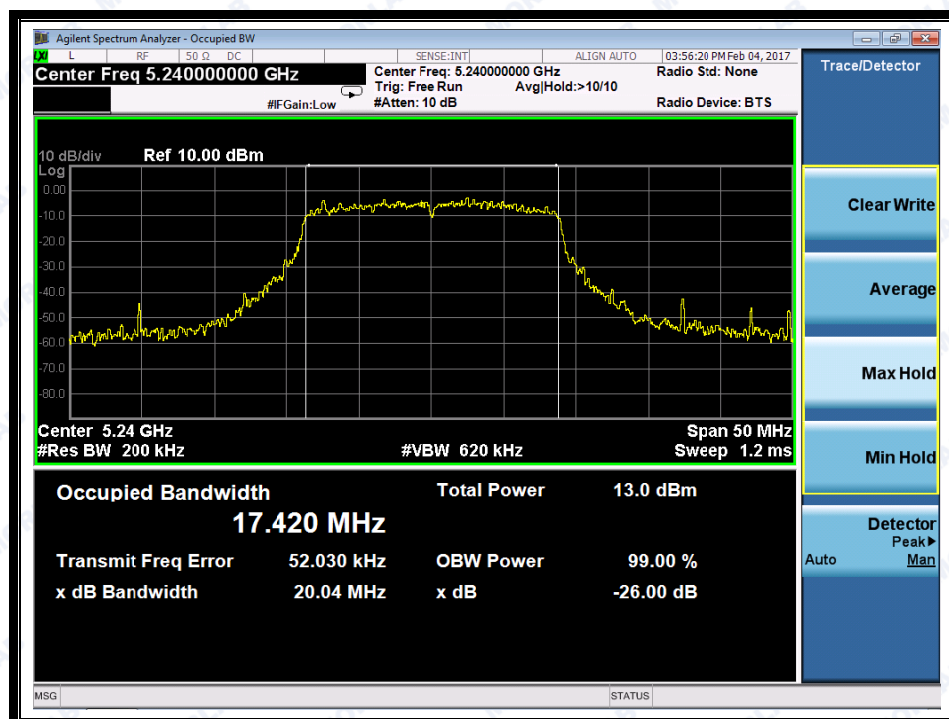 Agilent Spectrum Analyzer - Occupied BW
LXI L RF 50 Ω DC SENSE:INT ALIGN AUTO 03:56:20 PM Feb 04, 2017
Center Freq 5.240000000 GHz
Center Freq: 5.240000000 GHz
Radio Std: None
Trig: Free Run Avg|Hold:>10/10
#IFGain:Low
#Atten: 10 dB
Radio Device: BTS
10 dB/div Ref 10.00 dBm
Log
0.00
-10.0
-20.0
-30.0
-40.0
-50.0
-60.0
-70.0
-80.0
Center 5.24 GHz
Span 50 MHz
#Res BW 200 kHz
#VBW 620 kHz
Sweep 1.2 ms
Occupied Bandwidth
Total Power 13.0 dBm
17.420 MHz
Transmit Freq Error 52.030 kHz
OBW Power 99.00 %
x dB Bandwidth 20.04 MHz
x dB -26.00 dB
MSG
STATUS
Trace/Detector
Clear Write
Average
Max Hold
Min Hold
Detector
Peak▶
Auto Man